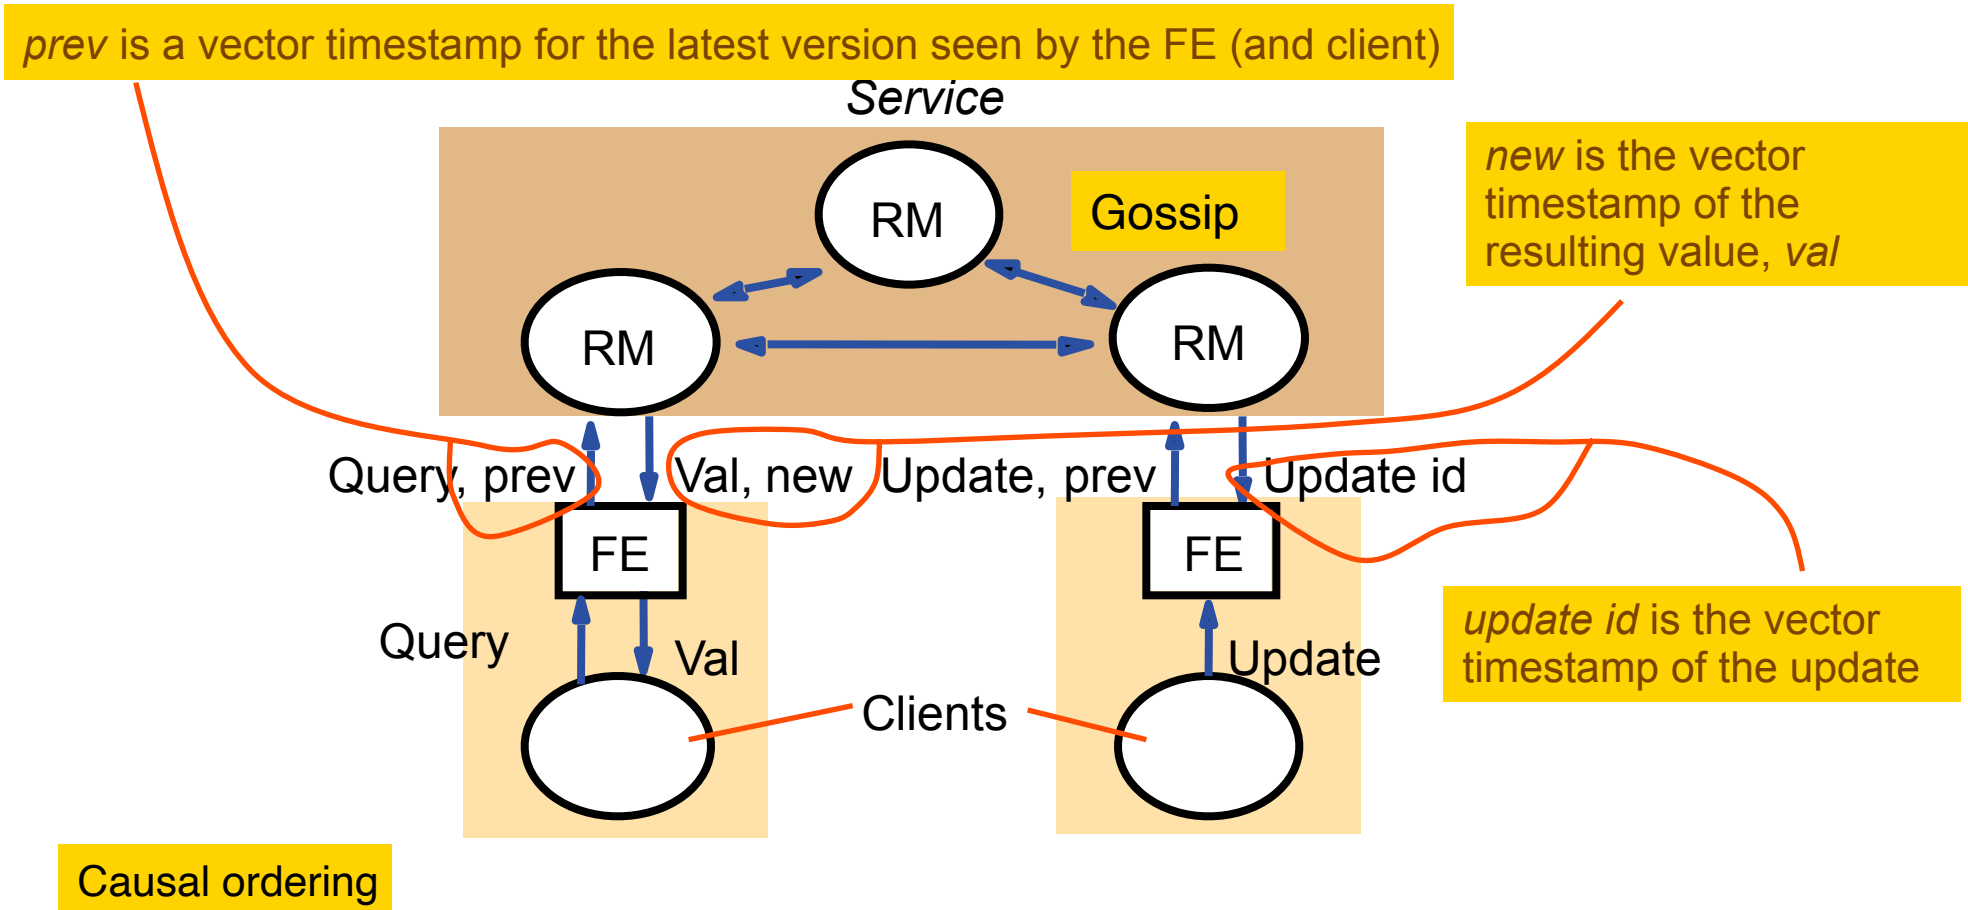 prev is a vector timestamp for the latest version seen by the FE (and client)
Service
new is the vector
timestamp of the
resulting value, val
RM
Gossip
RM
RM
Query, prev
Val, new
Update, prev
Update id
FE
FE
Query
Val
Update
update id is the vector
timestamp of the update
Clients
Causal ordering